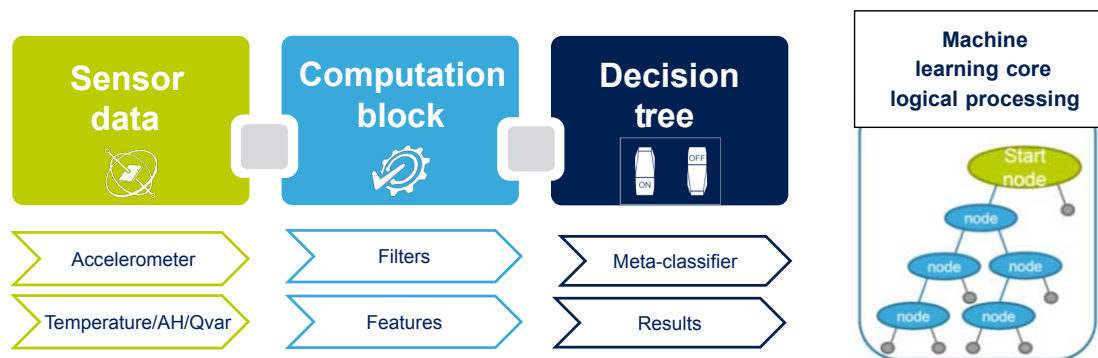 Sensor
data
Computation
block
Decision
tree
ON
OFF
Accelerometer
Temperature/AH/Qvar
Filters
Features
Meta-classifier
Results
Machine
learning core
logical processing
Start
node
node
node
node
node
node